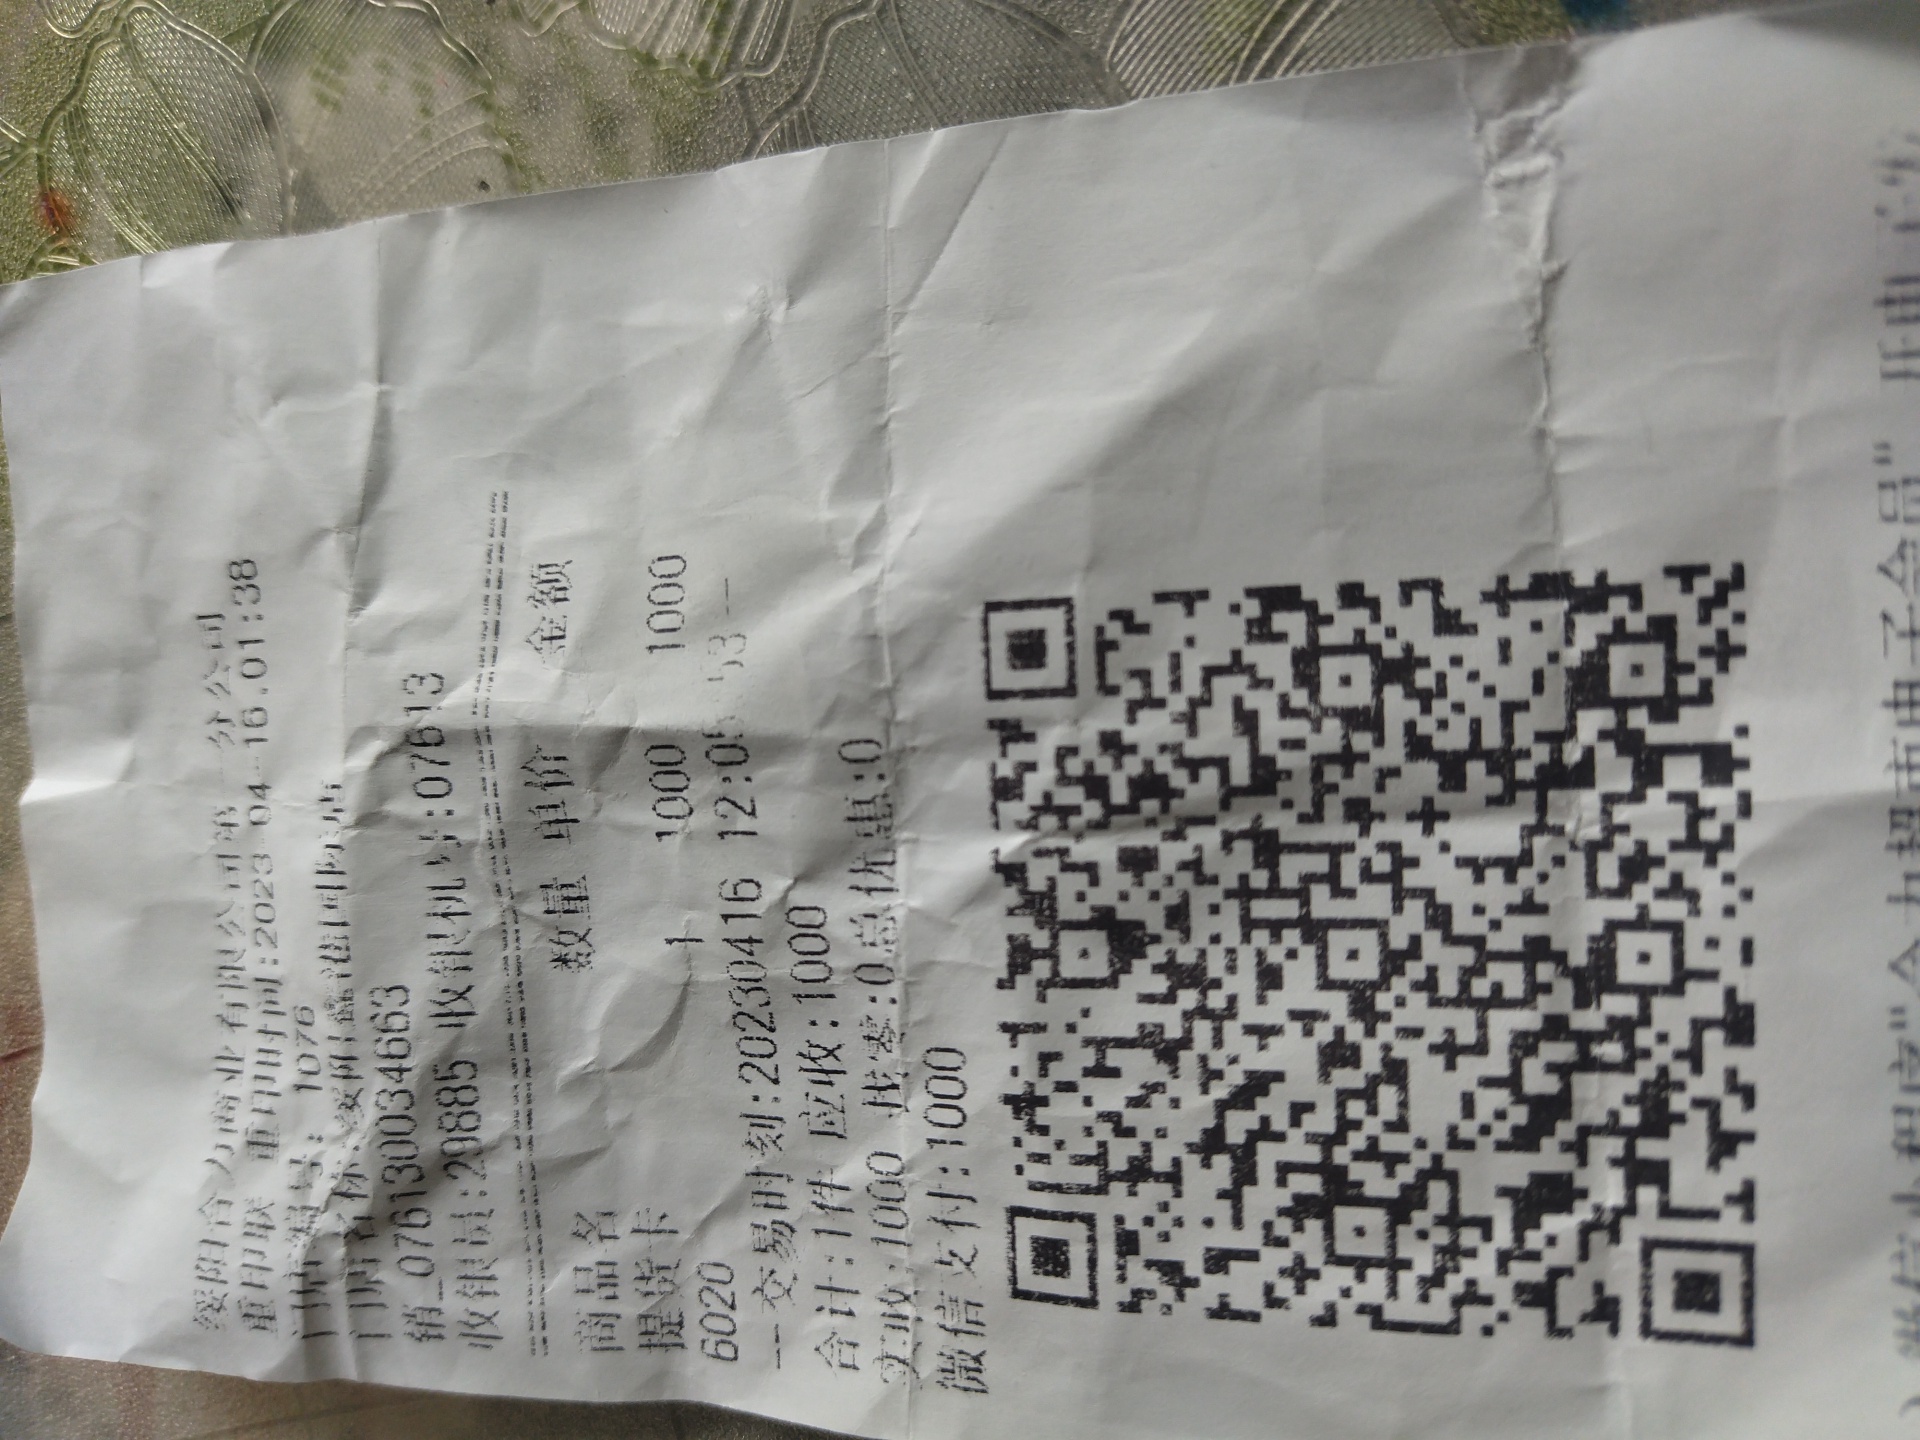 绥阳合力商业有限公司第一分公司
重印联 重印时间:2023-04-16.01:38
门店编号: 1076
门店名称:绥阳鑫港国际店
销_0761300034663
收银员:29885 收银机号:07613
商品名 数量 单价 金额
提货卡 1 1000 1000
6020
--交易时刻:20230416 12:05:53--
合计:1件 应收:1000
实收:1000 找零:0总优惠:0
微信支付:1000